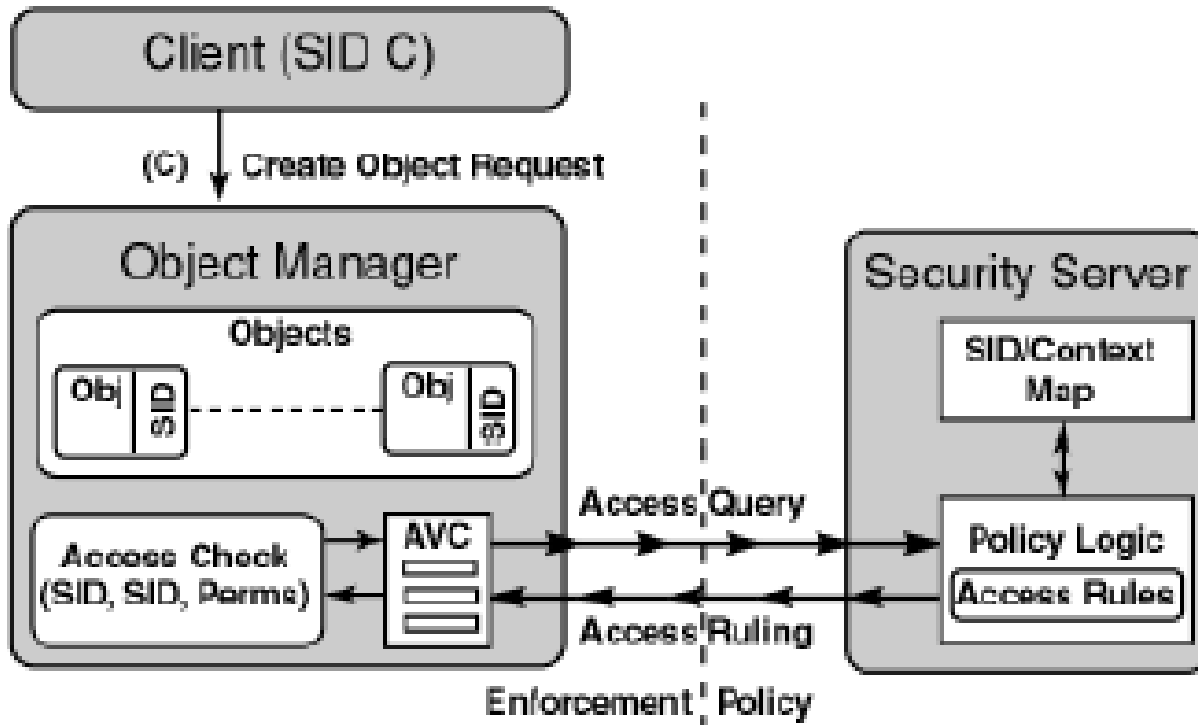 Client (SID C)
(C) Create Object Request
Object Manager
Objects
Obj SID
Obj SID
Access Check
(SID, SID, Perms)
AVC
Access Query
Access Ruling
Security Server
SID/Context
Map
Policy Logic
Access Rules
Enforcement Policy